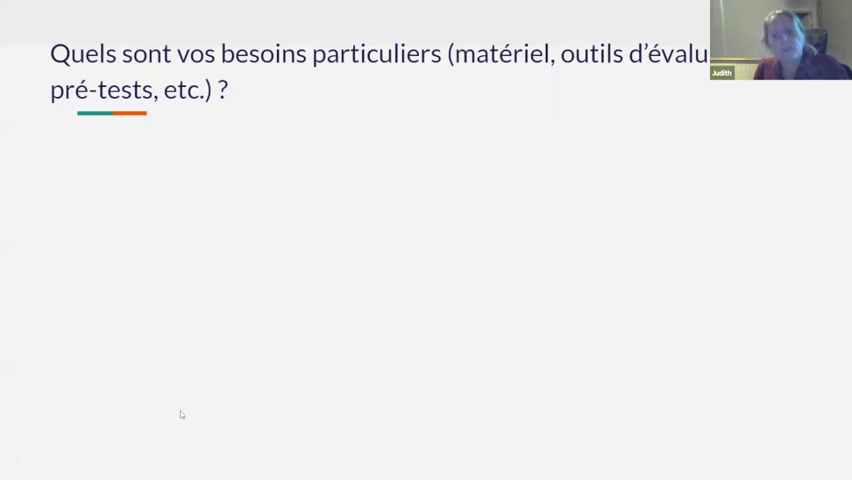 Quels sont vos besoins particuliers (matériel, outils d'évalu
pré-tests, etc.) ?
Judith